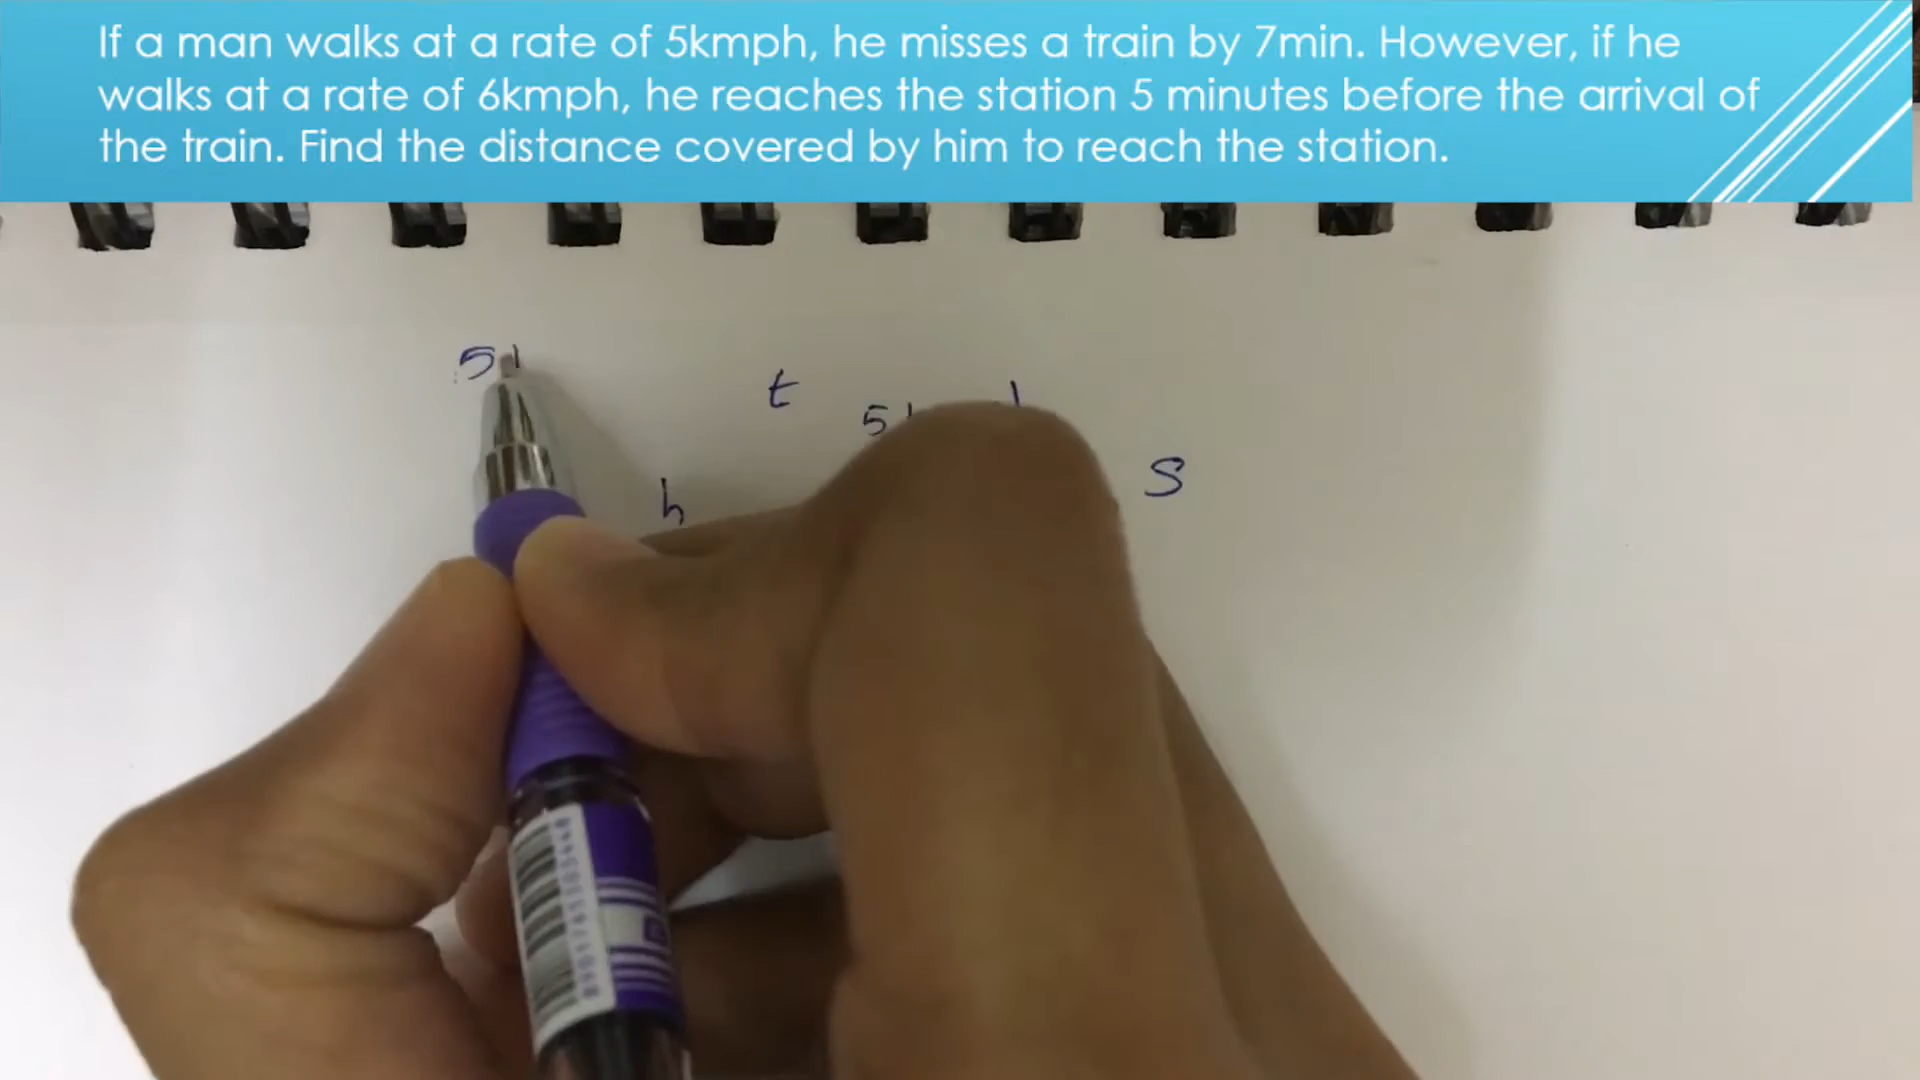 If a man walks at a rate of 5kmph, he misses a train by 7min. However, if he
walks at a rate of 6kmph, he reaches the station 5 minutes before the arrival of
the train. Find the distance covered by him to reach the station.
5
t
5
h
S